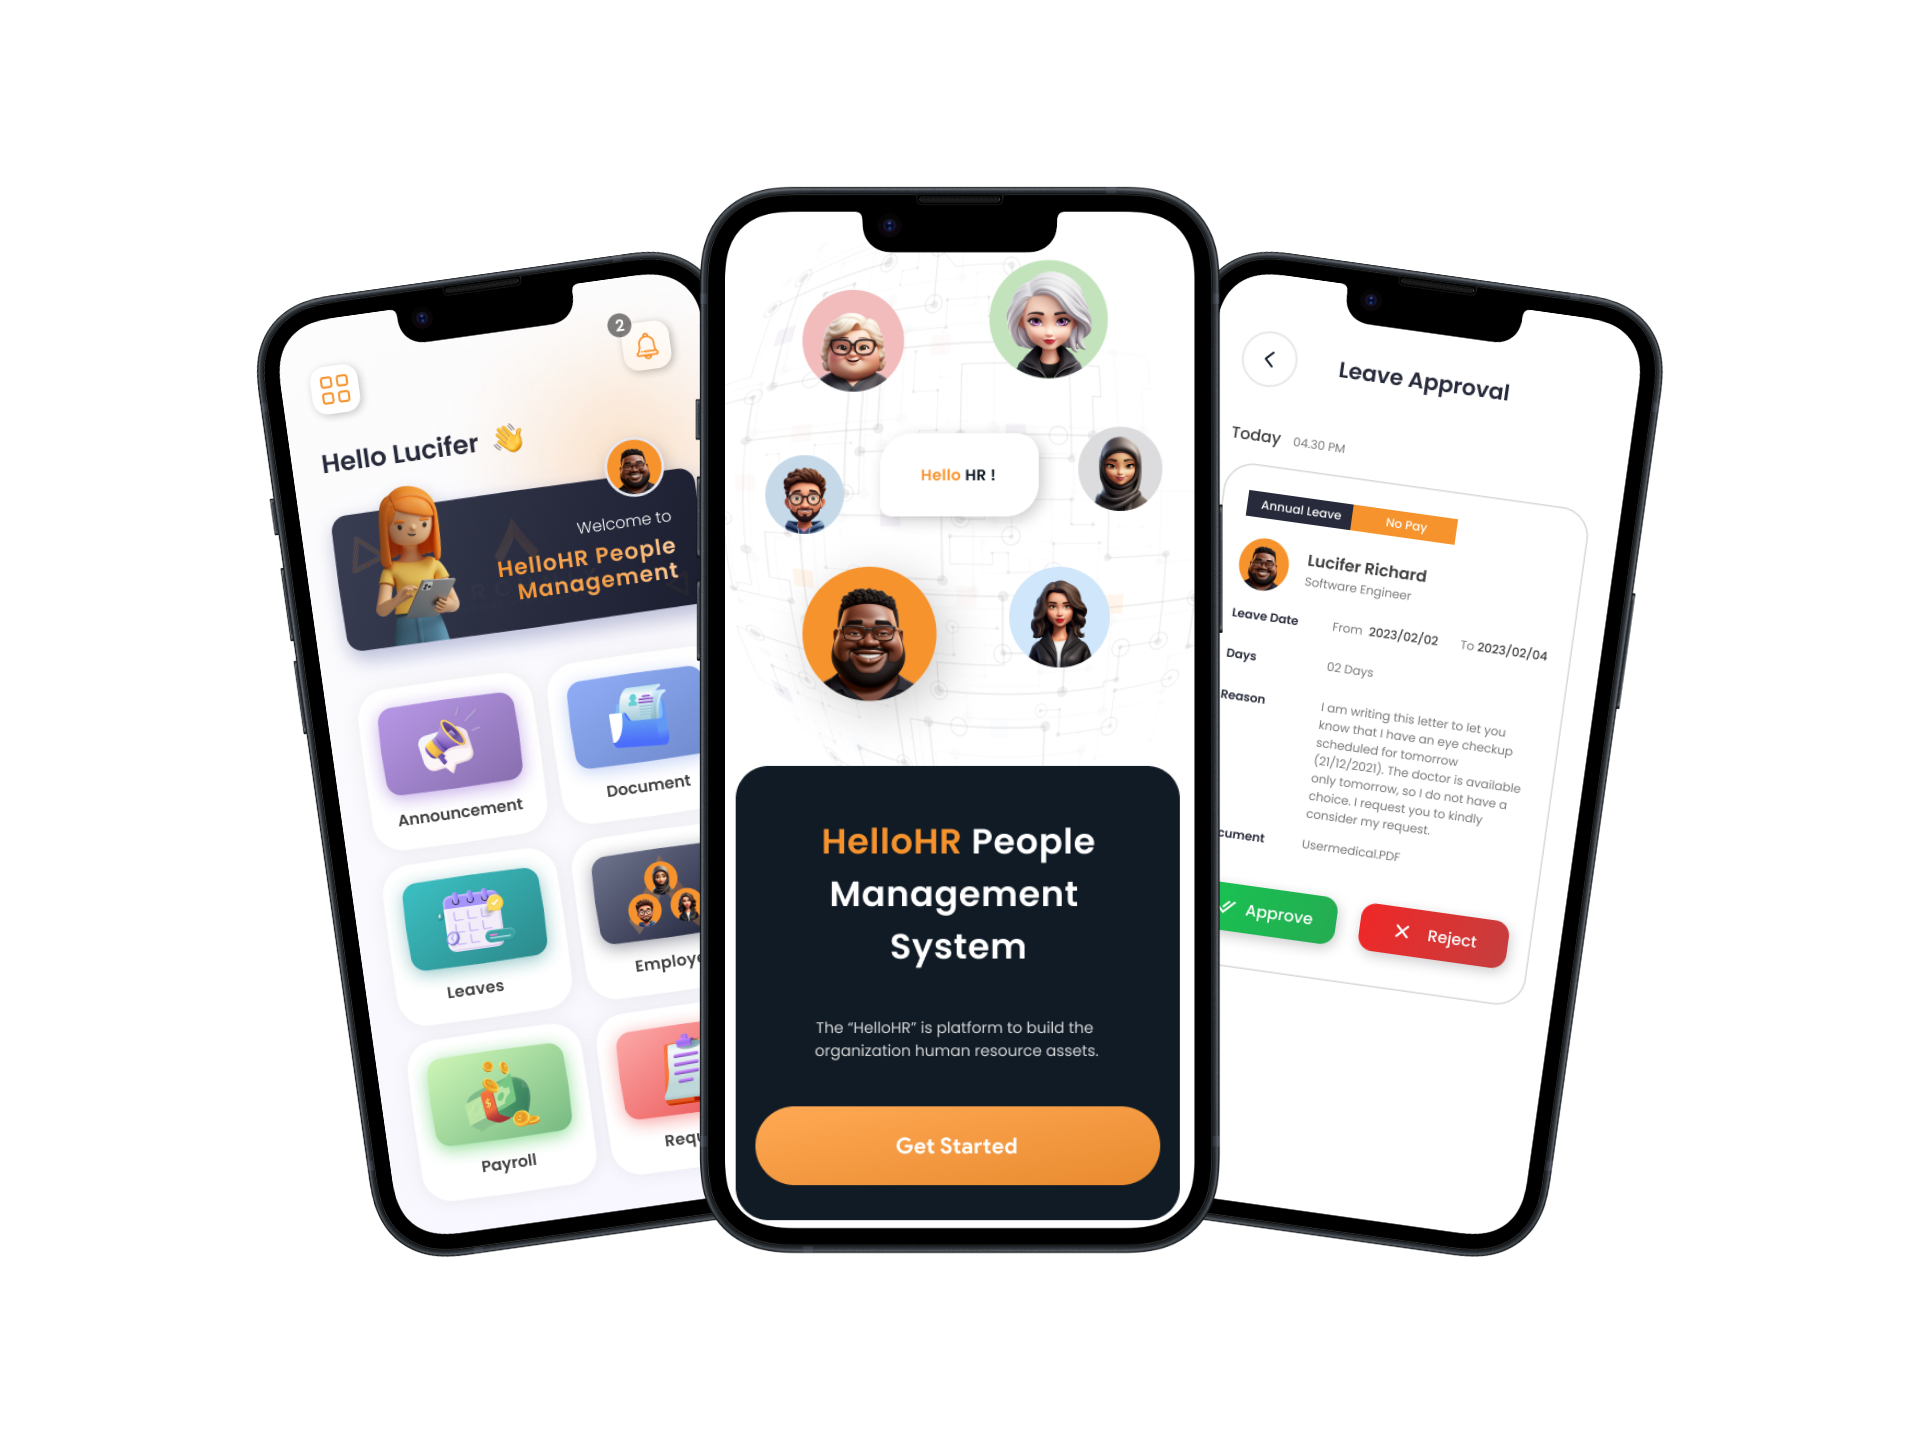 2
Hello Lucifer
Welcome to
HelloHR People
Management
Announcement
Document
Leaves
Payroll
Hello HR !
HelloHR People
Management
System
The “HelloHR” is platform to build the
organization human resource assets.
Get Started
Leave Approval
Today 04.30 PM
Annual Leave No Pay
Lucifer Richard
Software Engineer
Leave Date From 2023/02/02 To 2023/02/04
Days 02 Days
Reason I am writing this letter to let you
know that I have an eye checkup
scheduled for tomorrow
(21/12/2021). The doctor is available
only tomorrow, so I do not have a
choice. I request you to kindly
consider my request.
Usermedical.PDF
Approve Reject